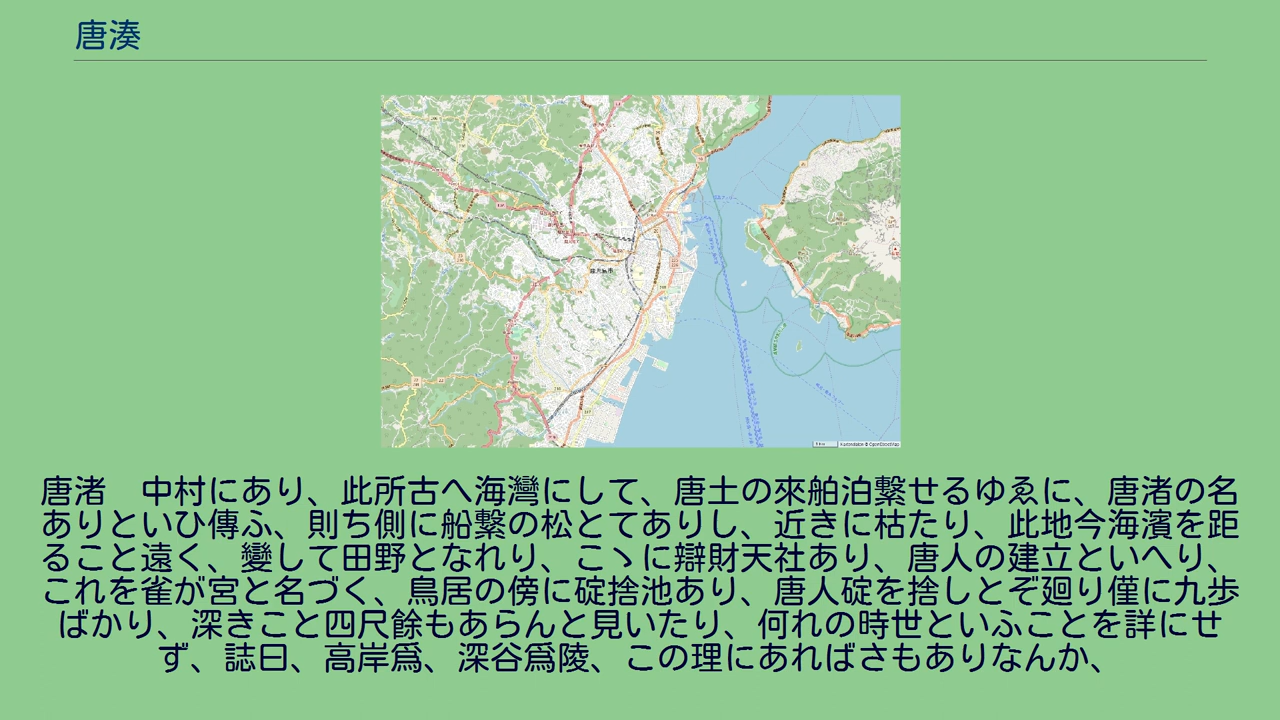 唐湊
鹿児島市
唐渚　中村にあり、此所古へ海灣にして、唐土の來舶泊繋せるゆゑに、唐渚の名
ありといひ傳ふ、則ち側に船繋の松とてありし、近きに枯たり、此地今海濱を距
ること遠く、變して田野となれり、こゝに辯財天社あり、唐人の建立といへり、
これを雀が宮と名づく、鳥居の傍に碇捨池あり、唐人碇を捨しとぞ廻り僅に九歩
ばかり、深きこと四尺餘もあらんと見いたり、何れの時世といふことを詳にせ
ず、誌曰、高岸爲、深谷爲陵、この理にあればさもありなんか、